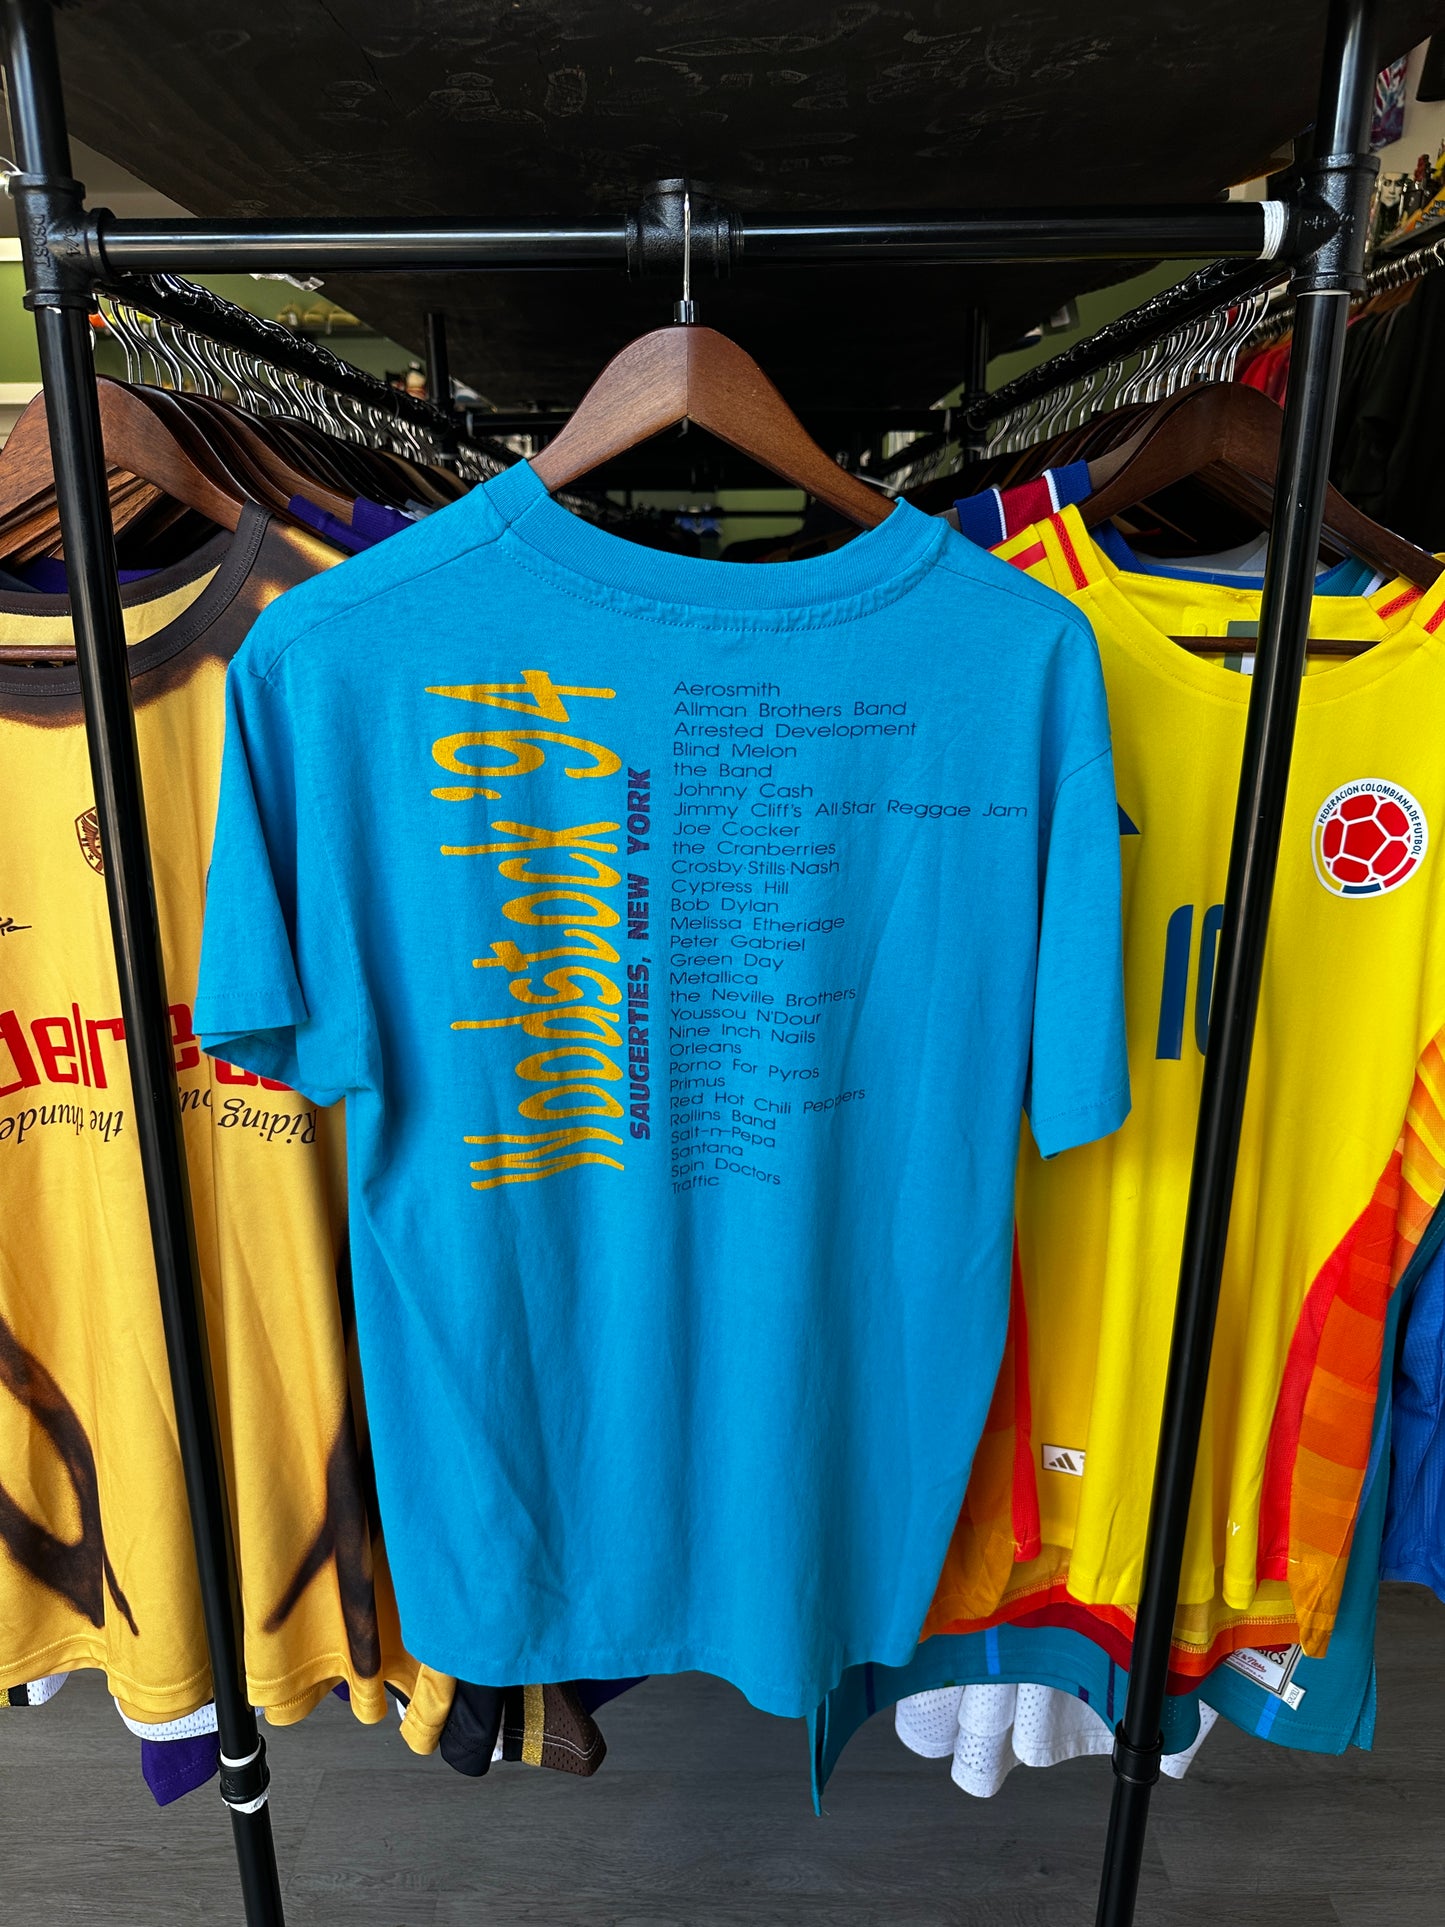 Woodstock '94
SAUGERTIES, NEW YORK
Aerosmith
Allman Brothers Band
Arrested Development
Blind Melon
the Band
Johnny Cash
Jimmy Cliff's All-Star Reggae Jam
Joe Cocker
the Cranberries
Crosby·Stills·Nash
Cypress Hill
Bob Dylan
Melissa Etheridge
Peter Gabriel
Green Day
Metallica
the Neville Brothers
Youssou N'Dour
Nine Inch Nails
Orleans
Porno For Pyros
Primus
Red Hot Chili Peppers
Rollins Band
Salt-n-Pepa
Santana
Spin Doctors
Traffic
FEDERACIÓN COLOMBIANA DE FUTBOL
10
Riding
the thunde